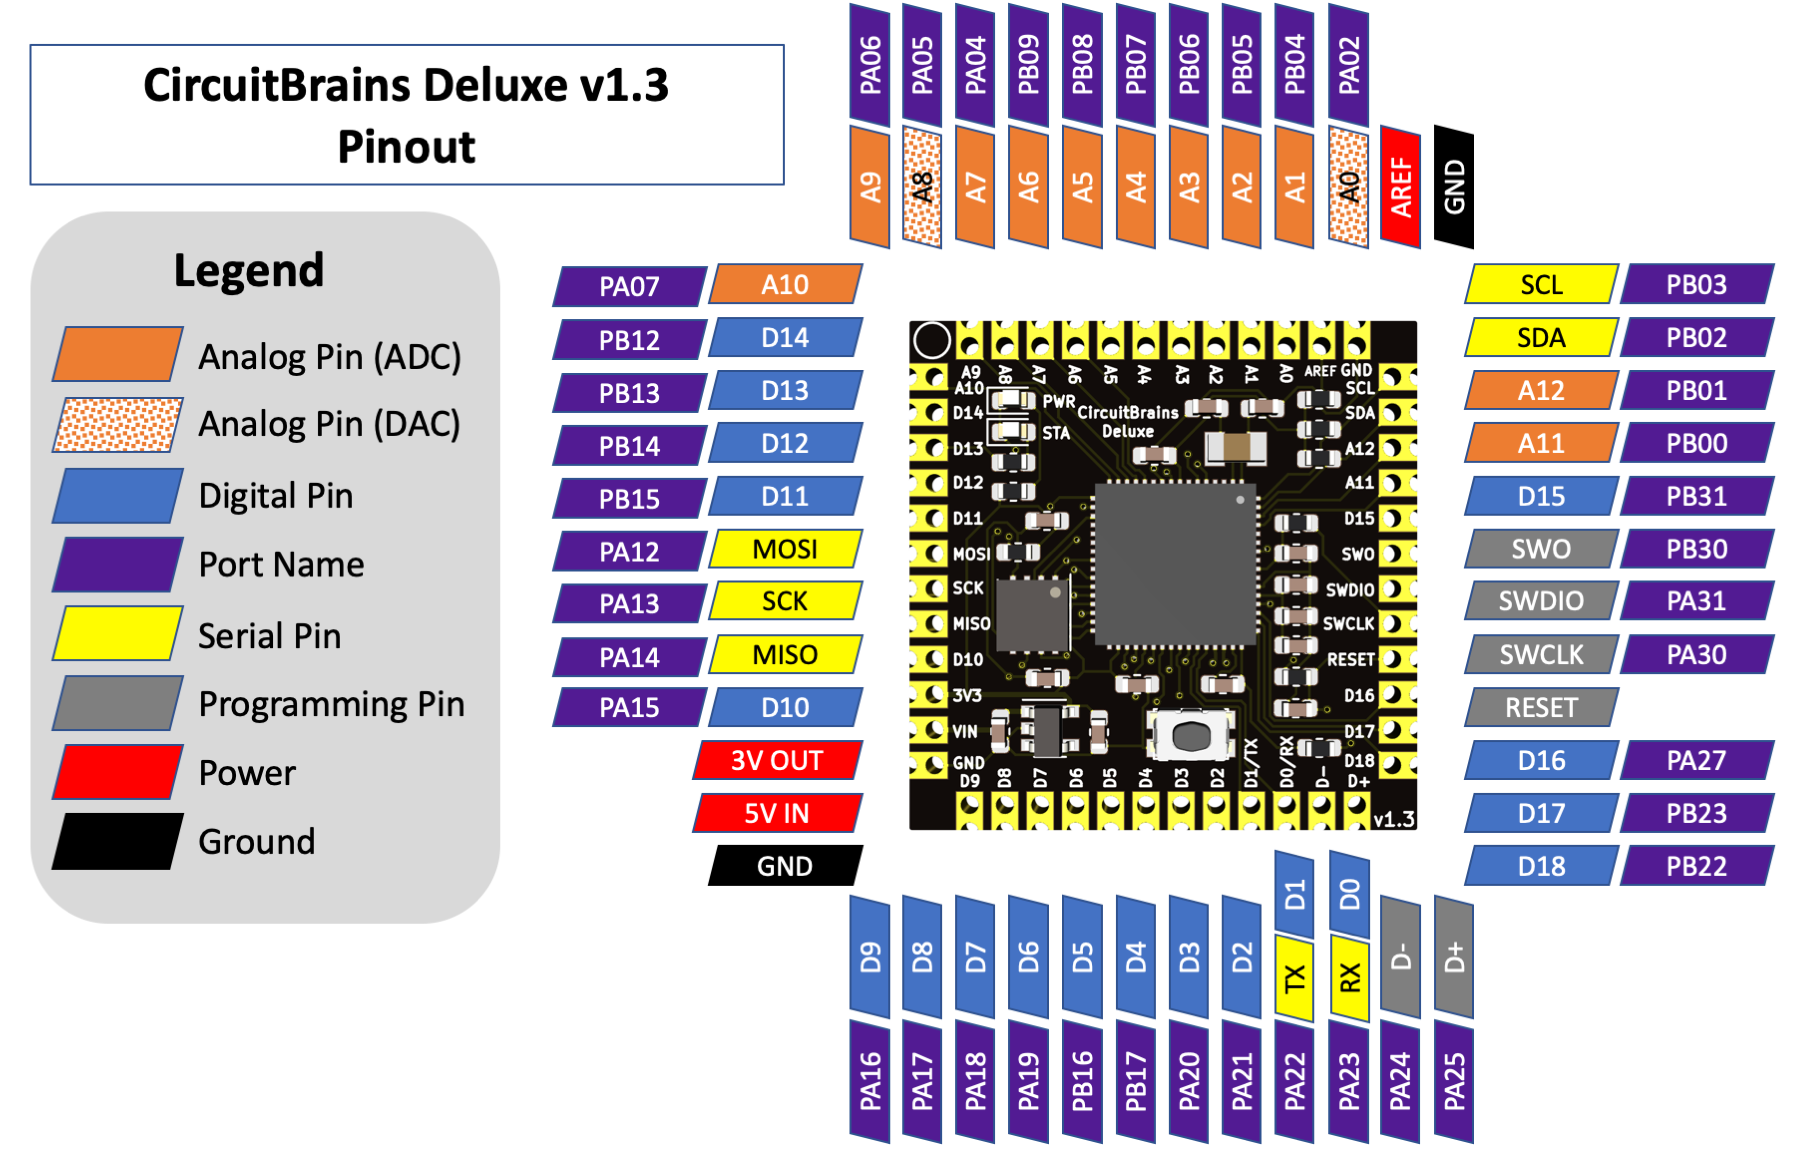 CircuitBrains Deluxe v1.3
Pinout
Legend
Analog Pin (ADC)
Analog Pin (DAC)
Digital Pin
Port Name
Serial Pin
Programming Pin
Power
Ground
PA06 PA05 PA04 PB09 PB08 PB07 PB06 PB05 PB04 PA02
A9 A8 A7 A6 A5 A4 A3 A2 A1 A0 AREF GND
PA07 A10
PB12 D14
PB13 D13
PB14 D12
PB15 D11
PA12 MOSI
PA13 SCK
PA14 MISO
PA15 D10
3V OUT
5V IN
GND
A9 A8 A7 A6 A5 A4 A3 A2 A1 A0 AREF GND
A10
D14
D13
D12
D11
MOSI
SCK
MISO
D10
3V3
VIN
GND
PWR
STA
CircuitBrains
Deluxe
SCL
SDA
A12
A11
D15
SWO
SWDIO
SWCLK
RESET
D16
D17
D18
D9 D8 D7 D6 D5 D4 D3 D2 D1/TX D0/RX D- D+
v1.3
SCL PB03
SDA PB02
A12 PB01
A11 PB00
D15 PB31
SWO PB30
SWDIO PA31
SWCLK PA30
RESET
D16 PA27
D17 PB23
D18 PB22
D1 D0
D9 D8 D7 D6 D5 D4 D3 D2 TX RX D- D+
PA16 PA17 PA18 PA19 PB16 PB17 PA20 PA21 PA22 PA23 PA24 PA25